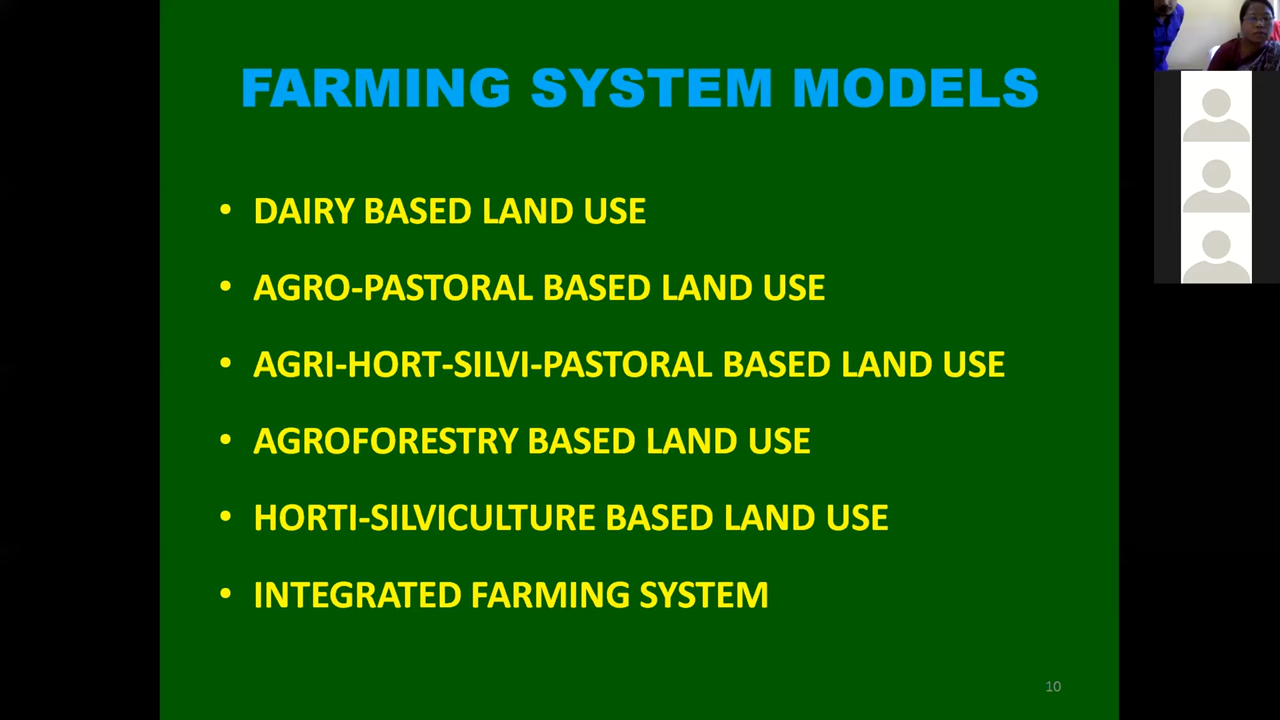 FARMING SYSTEM MODELS
• DAIRY BASED LAND USE
• AGRO-PASTORAL BASED LAND USE
• AGRI-HORT-SILVI-PASTORAL BASED LAND USE
• AGROFORESTRY BASED LAND USE
• HORTI-SILVICULTURE BASED LAND USE
• INTEGRATED FARMING SYSTEM
10